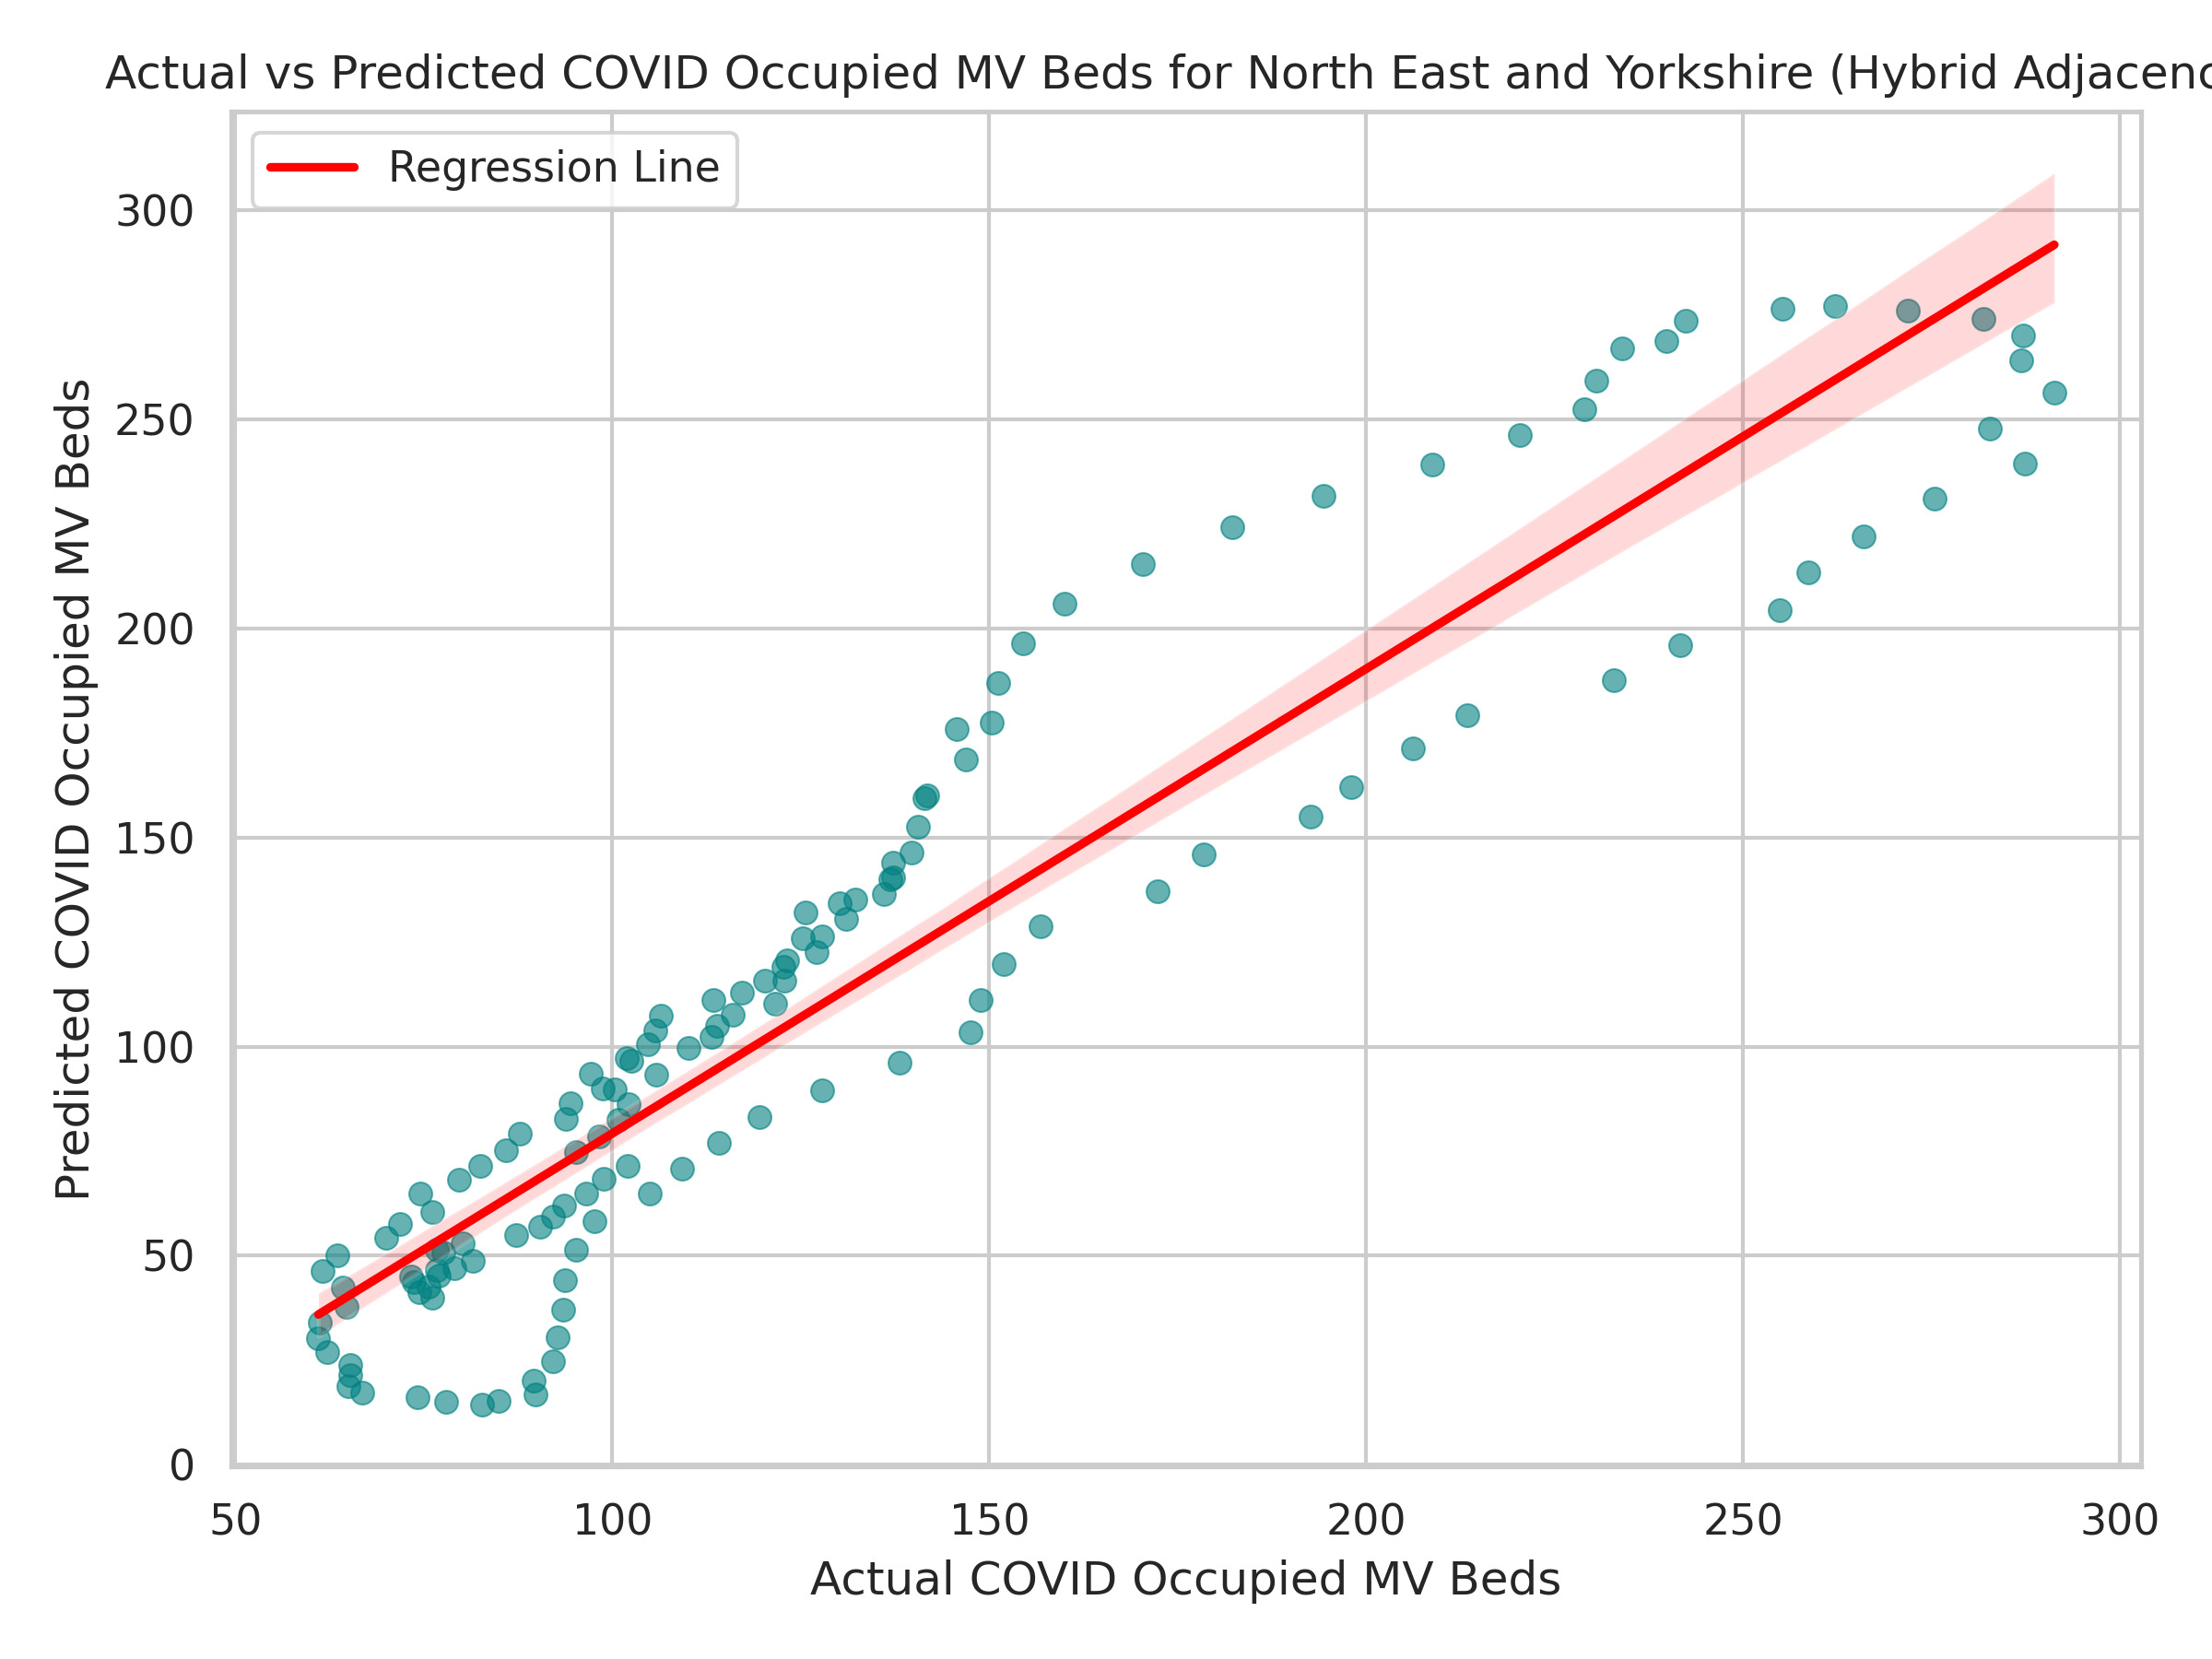 Actual vs Predicted COVID Occupied MV Beds for North East and Yorkshire (Hybrid Adjacenc
Regression Line
300
250
200
150
100
50
0
Predicted COVID Occupied MV Beds
50 100 150 200 250 300
Actual COVID Occupied MV Beds